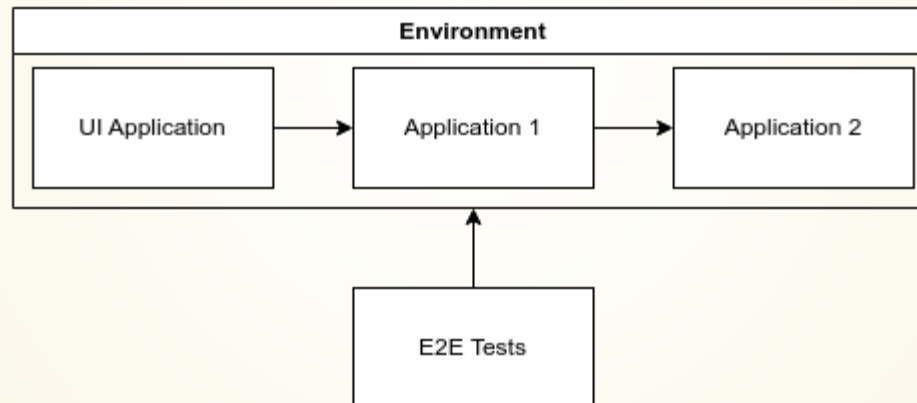 Environment
UI Application
Application 1
Application 2
E2E Tests